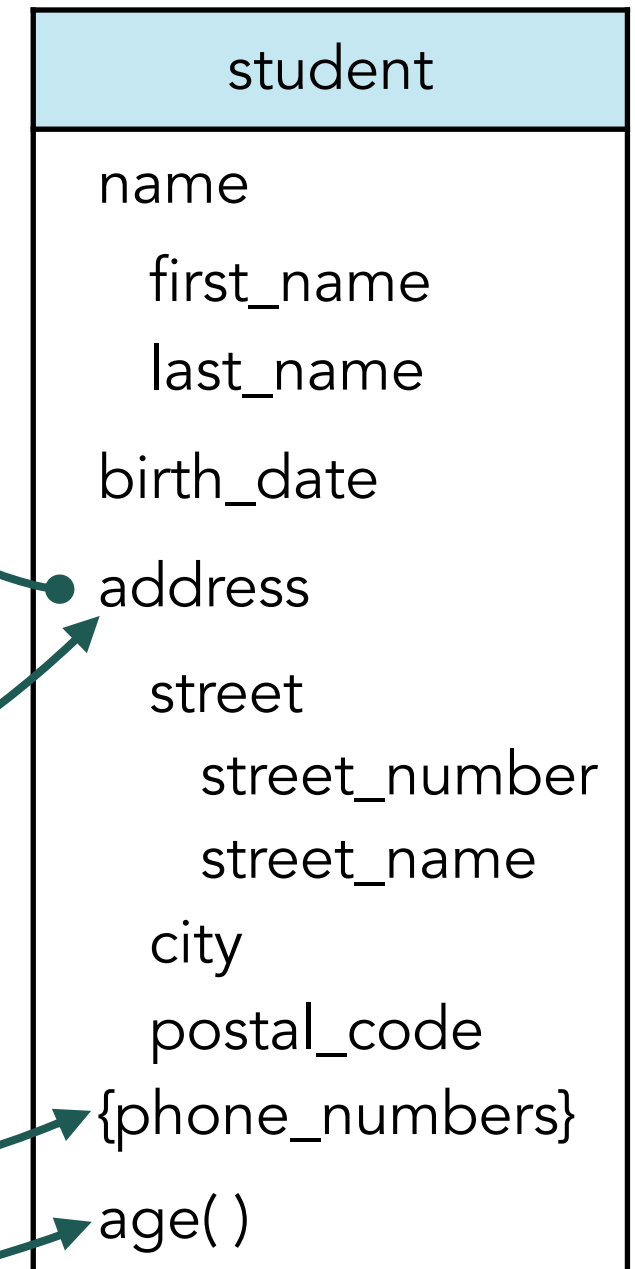 student
name
first_name
last_name
birth_date
address
street
street_number
street_name
city
postal_code
{phone_numbers}
age( )